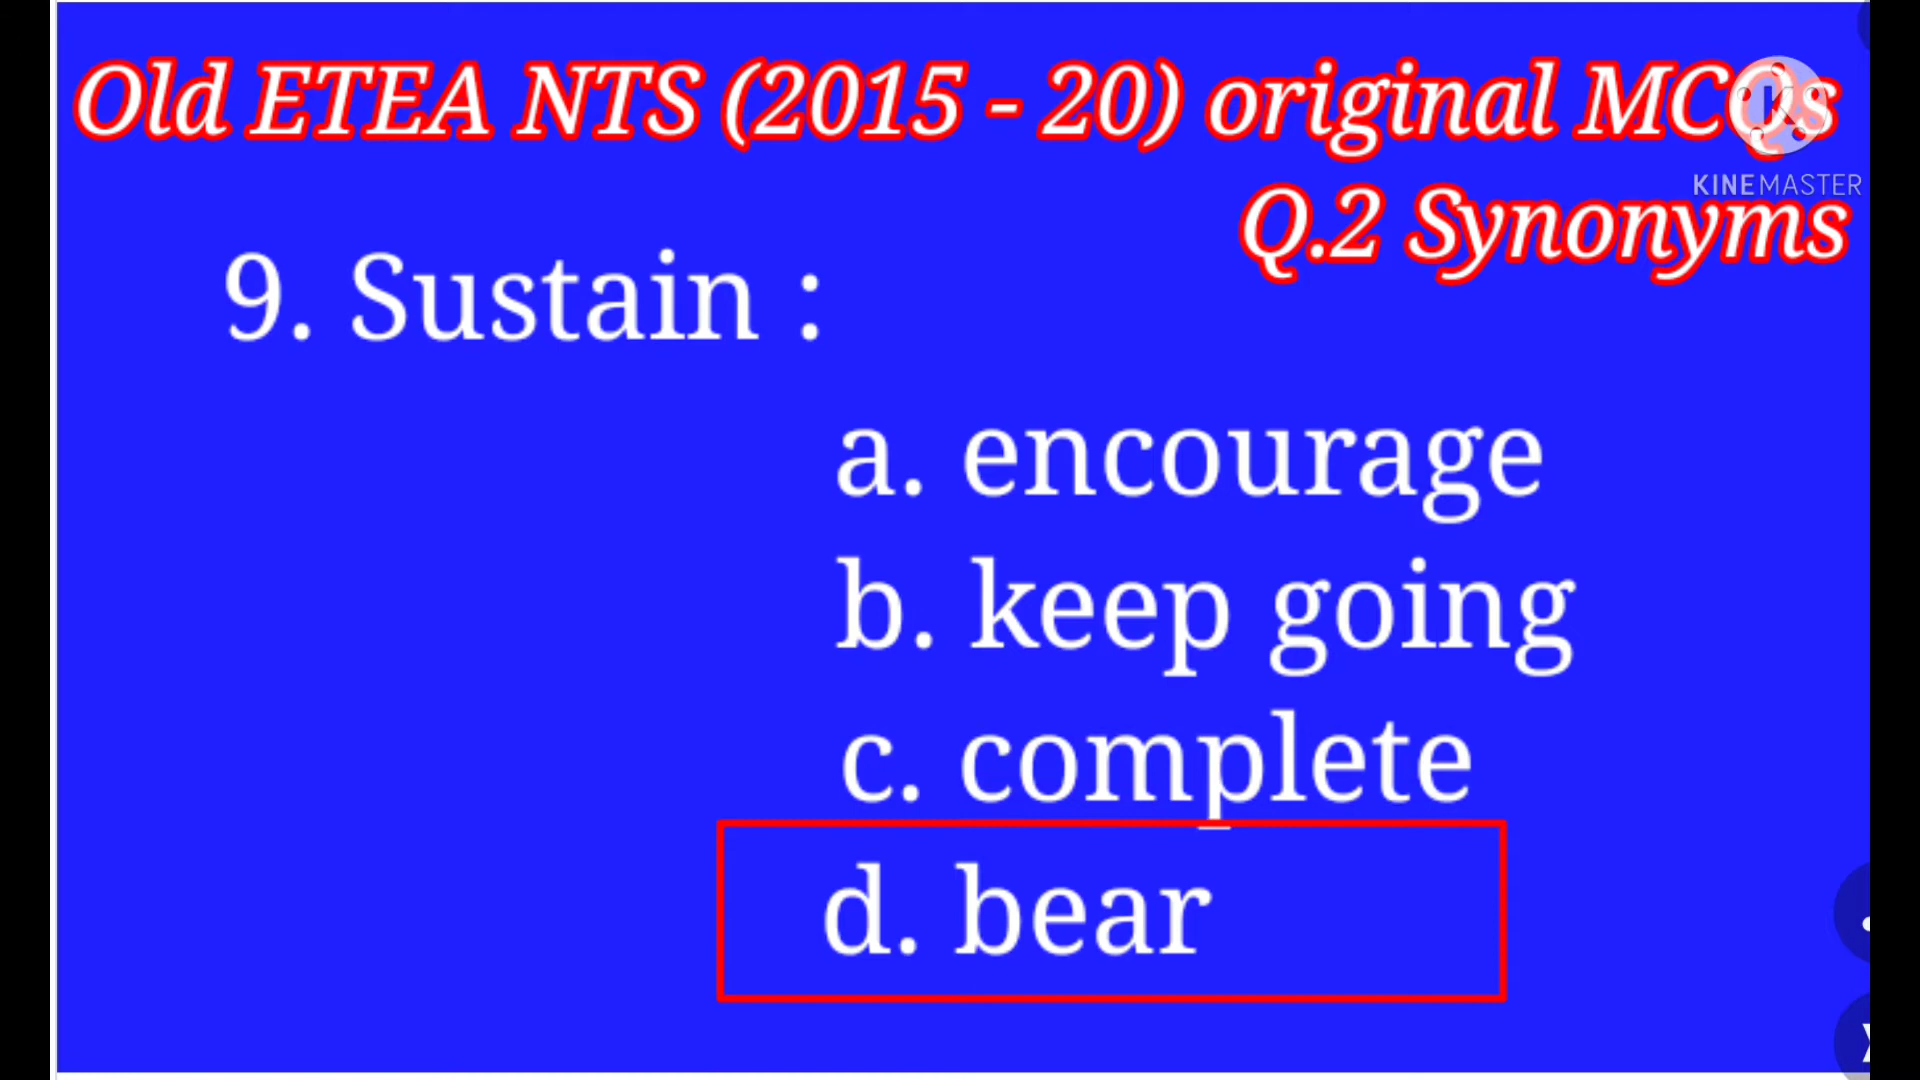 Old ETEA NTS (2015 - 20) original MCQs
KINEMASTER
Q.2 Synonyms
9. Sustain :
a. encourage
b. keep going
c. complete
d. bear